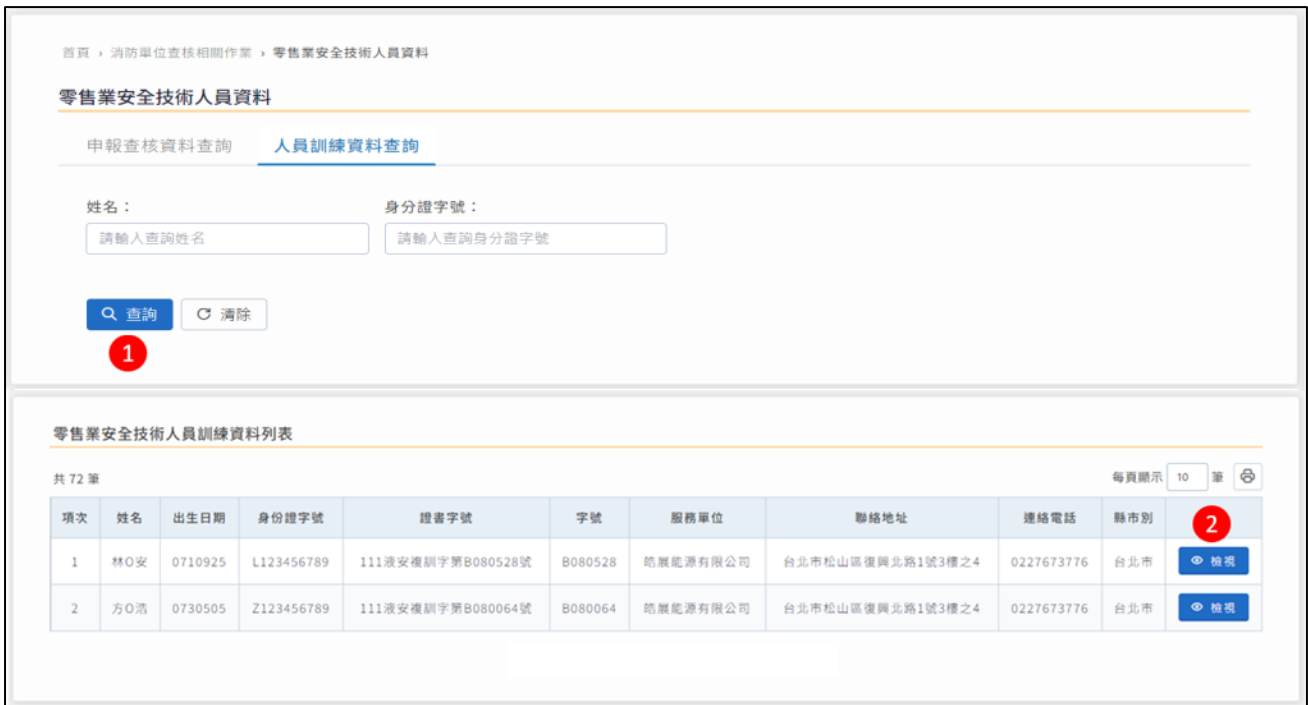 首頁 › 消防單位查核相關作業 › 零售業安全技術人員資料
零售業安全技術人員資料
申報查核資料查詢 人員訓練資料查詢
姓名： 身分證字號：
請輸入查詢姓名 請輸入查詢身分證字號
查詢 清除
1
零售業安全技術人員訓練資料列表
共 72 筆 每頁顯示 10 筆
項次 姓名 出生日期 身份證字號 證書字號 字號 服務單位 聯絡地址 連絡電話 縣市別 2
1 林O安 0710925 L123456789 111液安複訓字第B080528號 B080528 皓展能源有限公司 台北市松山區復興北路1號3樓之4 0227673776 台北市 檢視
2 方O浩 0730505 Z123456789 111液安複訓字第B080064號 B080064 皓展能源有限公司 台北市松山區復興北路1號3樓之4 0227673776 台北市 檢視